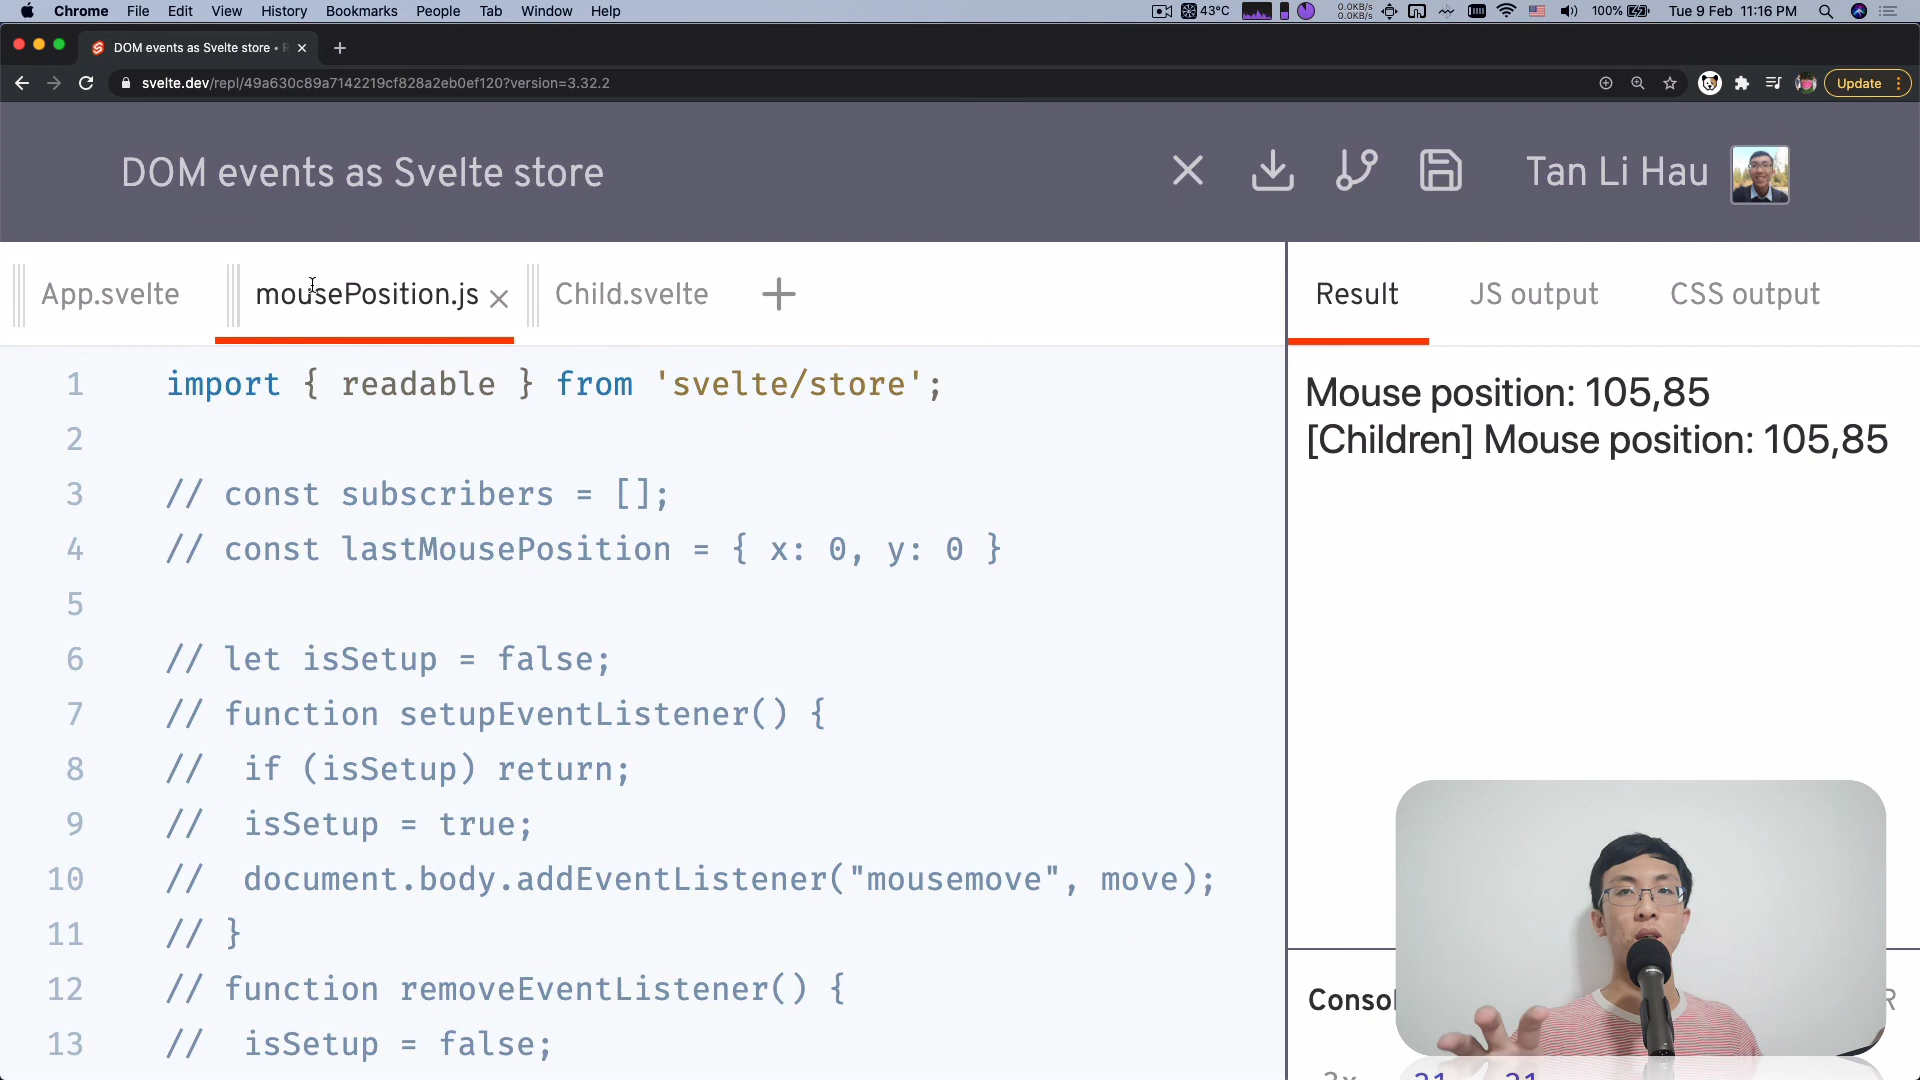 Chrome File Edit View History Bookmarks People Tab Window Help
43°C 0.0KB/s 0.0KB/s 100% Tue 9 Feb 11:16 PM
DOM events as Svelte store •
svelte.dev/repl/49a630c89a7142219cf828a2eb0ef120?version=3.32.2
Update
DOM events as Svelte store
Tan Li Hau
App.svelte mousePosition.js Child.svelte
Result JS output CSS output
1 import { readable } from 'svelte/store';
2
3 // const subscribers = [];
4 // const lastMousePosition = { x: 0, y: 0 }
5
6 // let isSetup = false;
7 // function setupEventListener() {
8 // if (isSetup) return;
9 // isSetup = true;
10 // document.body.addEventListener("mousemove", move);
11 // }
12 // function removeEventListener() {
13 // isSetup = false;
Mouse position: 105,85
[Children] Mouse position: 105,85